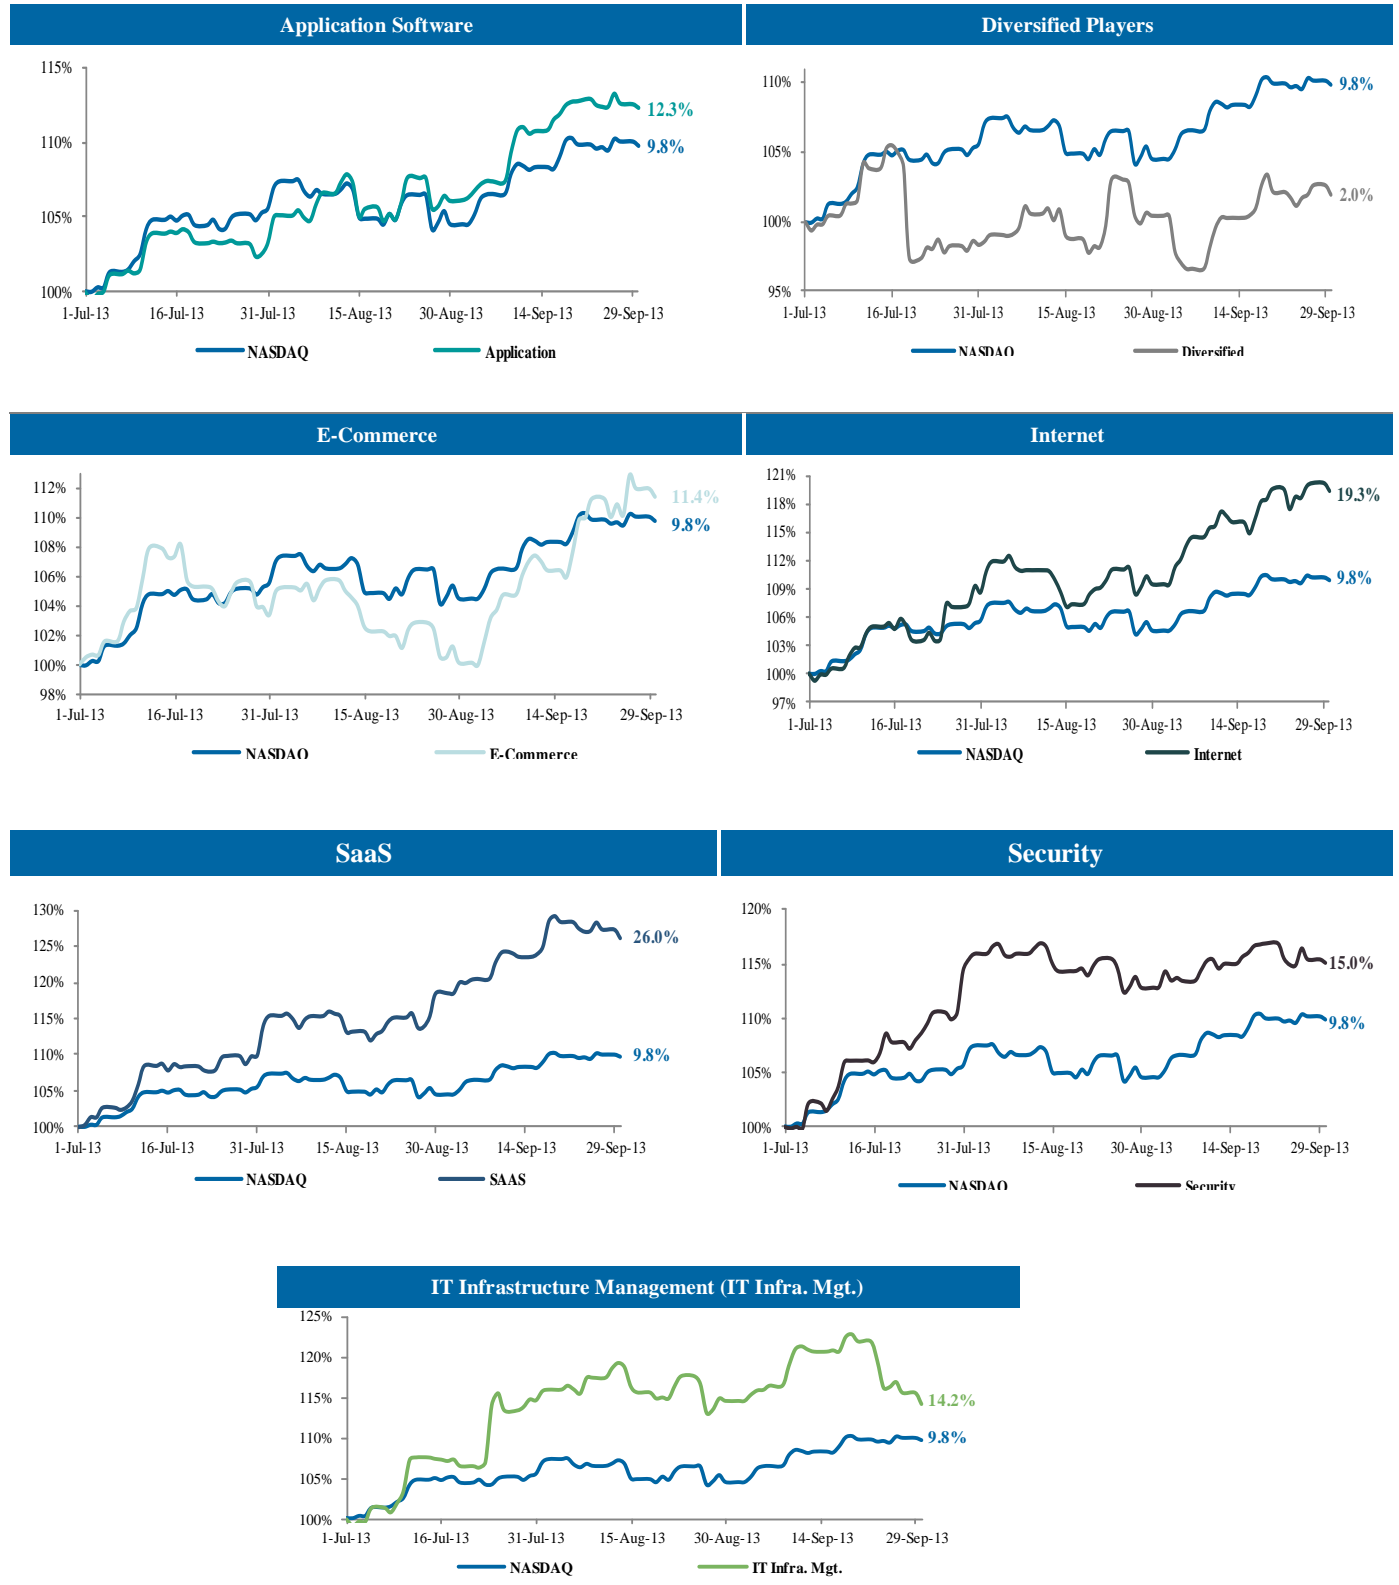 Application Software
115%
110%
105%
100%
12.3%
9.8%
1-Jul-13 16-Jul-13 31-Jul-13 15-Aug-13 30-Aug-13 14-Sep-13 29-Sep-13
NASDAQ Application
Diversified Players
110%
105%
100%
95%
9.8%
2.0%
1-Jul-13 16-Jul-13 31-Jul-13 15-Aug-13 30-Aug-13 14-Sep-13 29-Sep-13
NASDAQ Diversified
E-Commerce
112%
110%
108%
106%
104%
102%
100%
98%
11.4%
9.8%
1-Jul-13 16-Jul-13 31-Jul-13 15-Aug-13 30-Aug-13 14-Sep-13 29-Sep-13
NASDAQ E-Commerce
Internet
121%
118%
115%
112%
109%
106%
103%
100%
97%
19.3%
9.8%
1-Jul-13 16-Jul-13 31-Jul-13 15-Aug-13 30-Aug-13 14-Sep-13 29-Sep-13
NASDAQ Internet
SaaS
130%
125%
120%
115%
110%
105%
100%
26.0%
9.8%
1-Jul-13 16-Jul-13 31-Jul-13 15-Aug-13 30-Aug-13 14-Sep-13 29-Sep-13
NASDAQ SAAS
Security
120%
115%
110%
105%
100%
15.0%
9.8%
1-Jul-13 16-Jul-13 31-Jul-13 15-Aug-13 30-Aug-13 14-Sep-13 29-Sep-13
NASDAQ Security
IT Infrastructure Management (IT Infra. Mgt.)
125%
120%
115%
110%
105%
100%
14.2%
9.8%
1-Jul-13 16-Jul-13 31-Jul-13 15-Aug-13 30-Aug-13 14-Sep-13 29-Sep-13
NASDAQ IT Infra. Mgt.